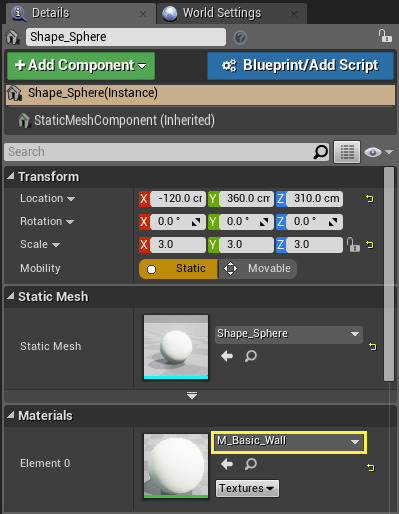 Details World Settings
Shape_Sphere
+ Add Component Blueprint/Add Script
Shape_Sphere(Instance)
StaticMeshComponent (Inherited)
Search
Transform
Location X -120.0 cr Y 360.0 cm Z 310.0 cm
Rotation X 0.0 ° Y 0.0 ° Z 0.0 °
Scale X 3.0 Y 3.0 Z 3.0
Mobility Static Movable
Static Mesh
Static Mesh Shape_Sphere
Materials
Element 0 M_Basic_Wall
Textures